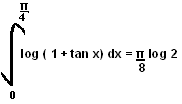 π/4
∫ log ( 1 + tan x) dx = π/8 log 2
0